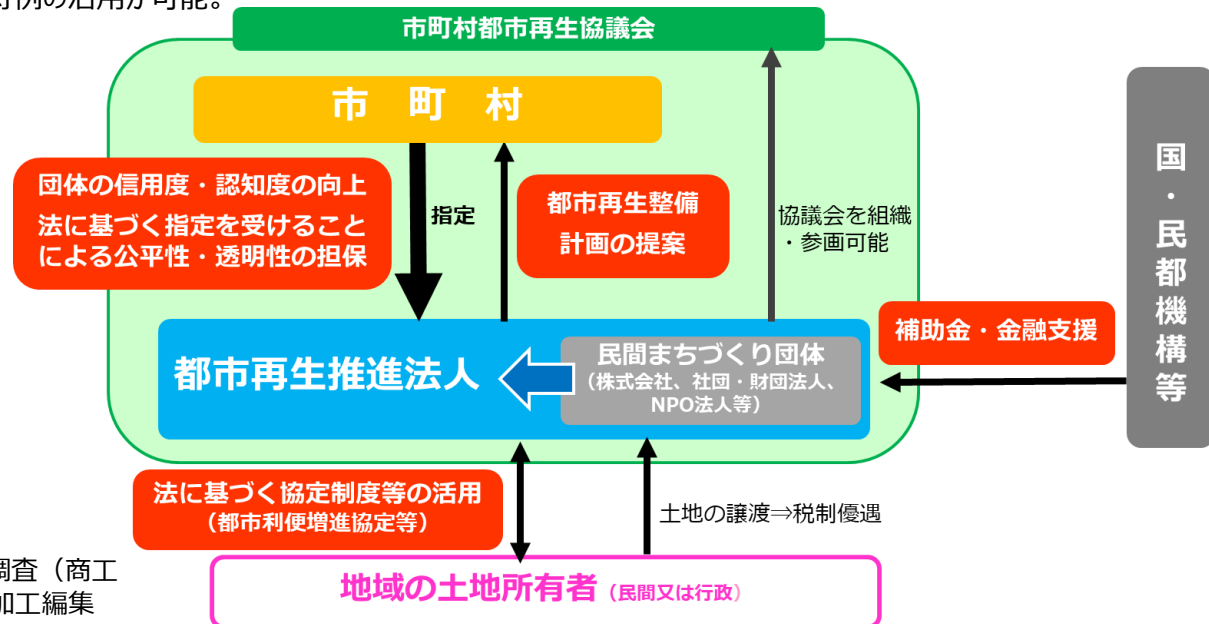 特例の活用が可能。
市町村都市再生協議会
市 町 村
団体の信用度・認知度の向上
法に基づく指定を受けること
による公平性・透明性の担保
指定
都市再生整備
計画の提案
協議会を組織
・参画可能
国・民都機構等
補助金・金融支援
都市再生推進法人
民間まちづくり団体
（株式会社、社団・財団法人、
NPO法人等）
法に基づく協定制度等の活用
（都市利便増進協定等）
土地の譲渡⇒税制優遇
地域の土地所有者（民間又は行政）
調査（商工
加工編集